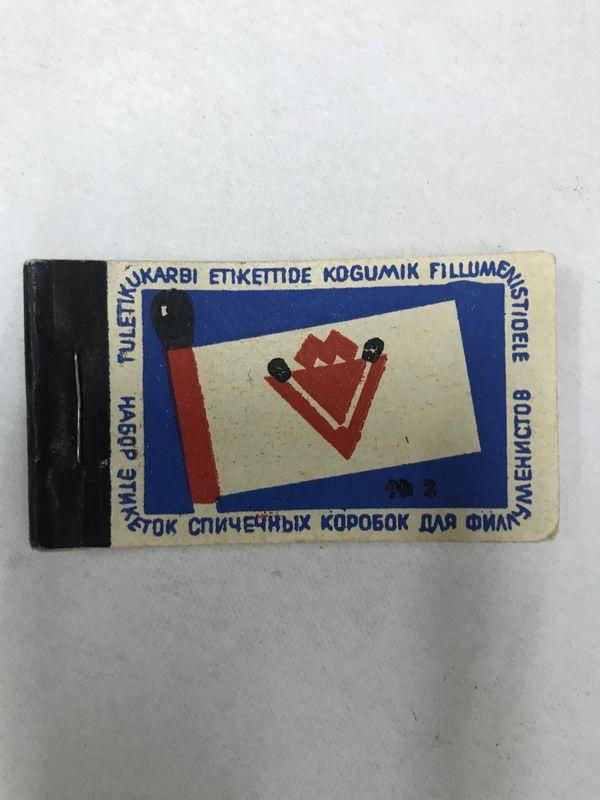 TULETIKUKARBI ETIKETTIDE KOGUMIK FILLUMENISTIDELE
НАБОР ЭТИКЕТОК СПИЧЕЧНЫХ КОРОБОК ДЛЯ ФИЛЛУМЕНИСТОВ
№ 2